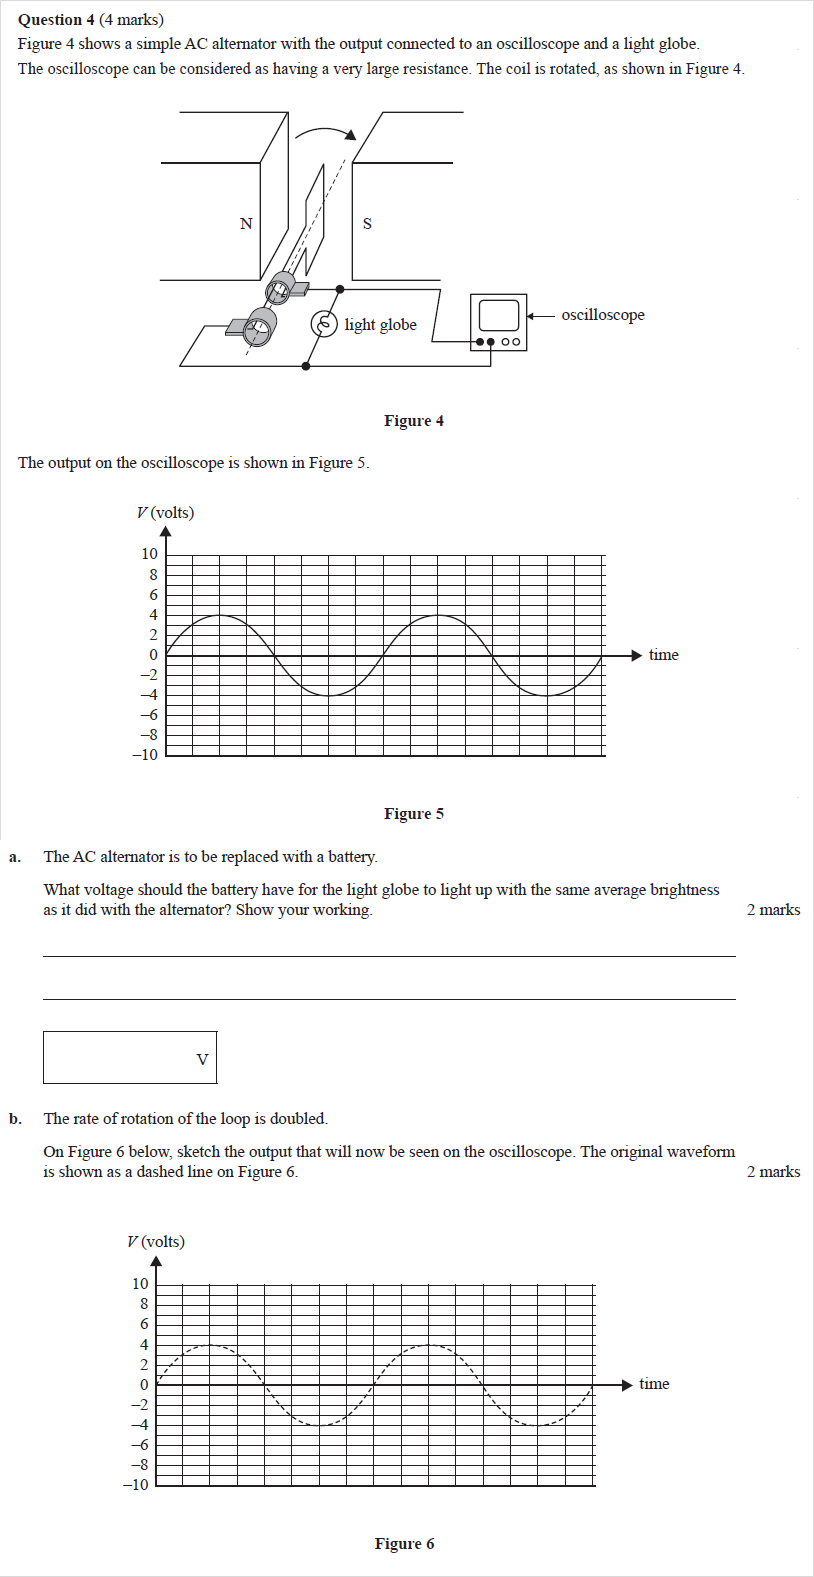 Question 4 (4 marks)
Figure 4 shows a simple AC alternator with the output connected to an oscilloscope and a light globe.
The oscilloscope can be considered as having a very large resistance. The coil is rotated, as shown in Figure 4.
N
S
light globe
oscilloscope
Figure 4
The output on the oscilloscope is shown in Figure 5.
V (volts)
10
8
6
4
2
0
–2
–4
–6
–8
–10
time
Figure 5
a. The AC alternator is to be replaced with a battery.
What voltage should the battery have for the light globe to light up with the same average brightness
as it did with the alternator? Show your working. 2 marks
V
b. The rate of rotation of the loop is doubled.
On Figure 6 below, sketch the output that will now be seen on the oscilloscope. The original waveform
is shown as a dashed line on Figure 6. 2 marks
V (volts)
10
8
6
4
2
0
–2
–4
–6
–8
–10
time
Figure 6